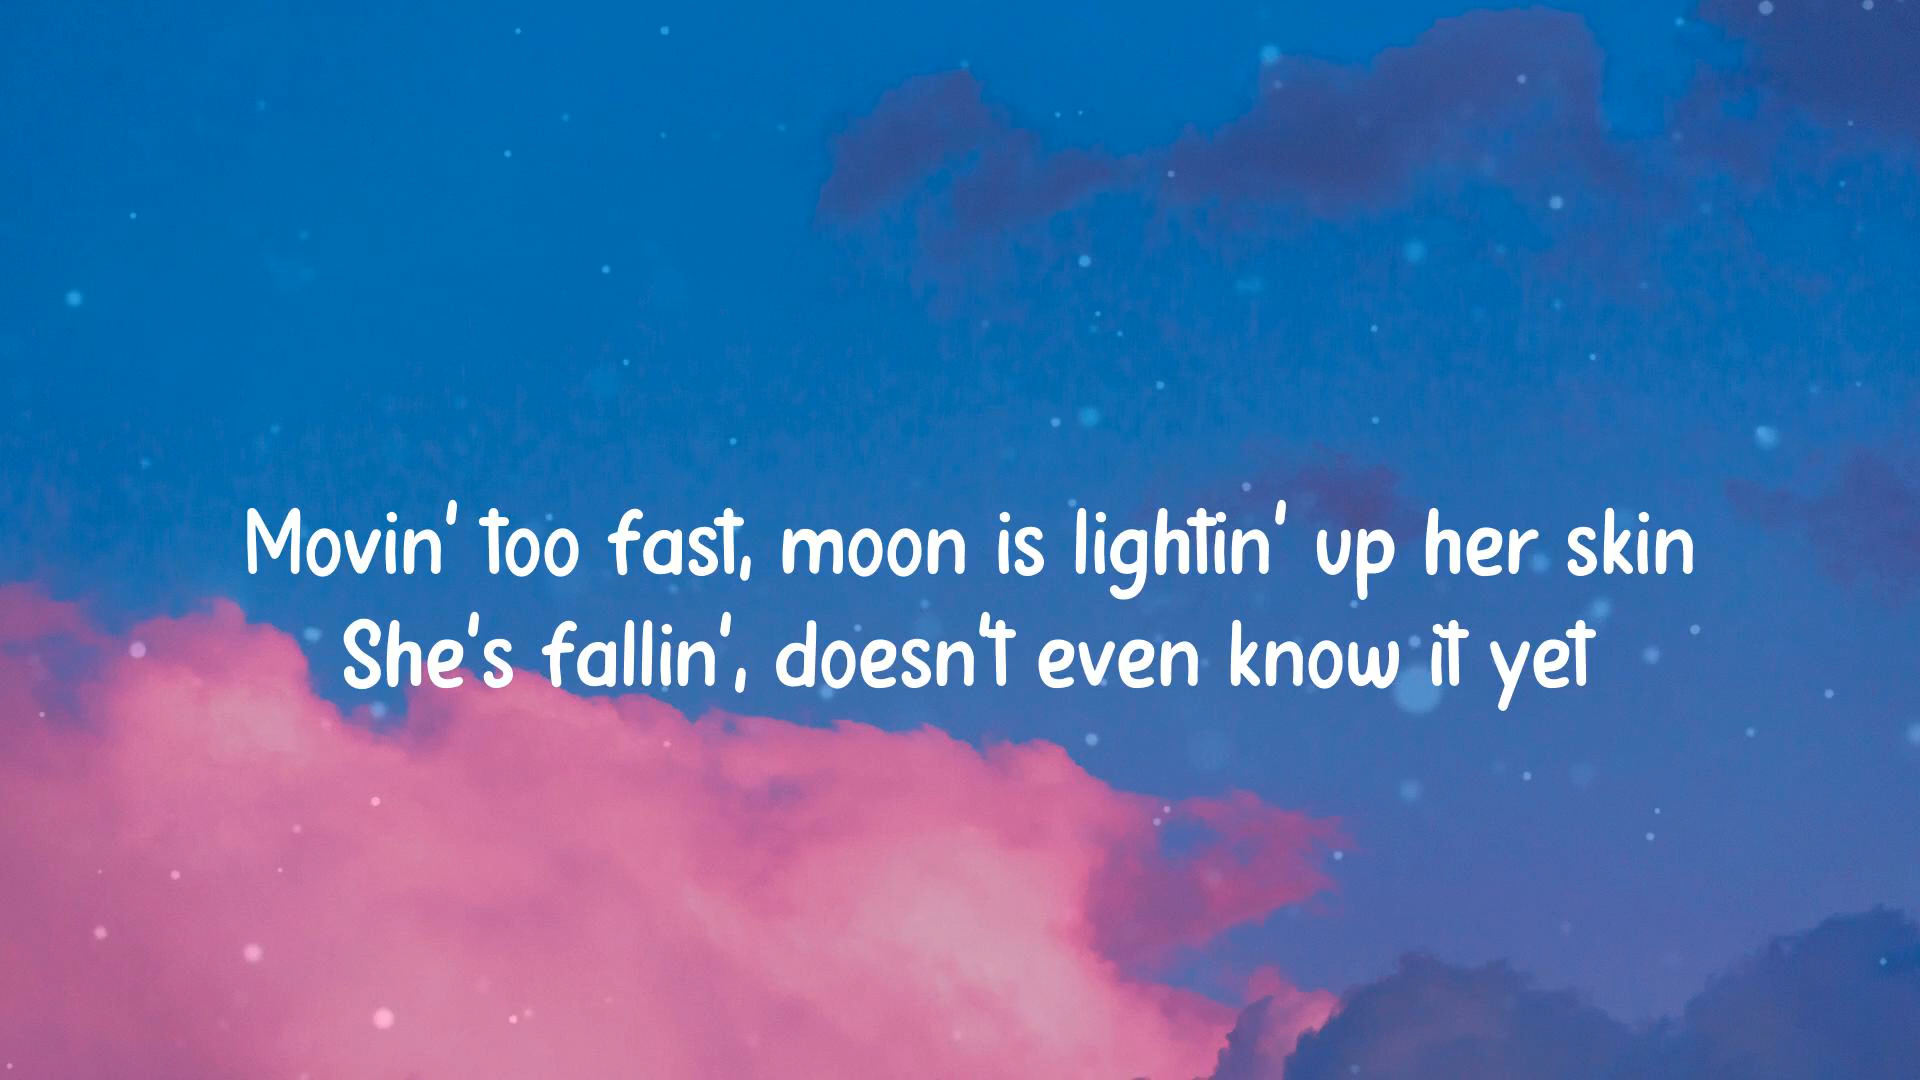 Movin' too fast, moon is lightin' up her skin
She's fallin', doesn't even know it yet